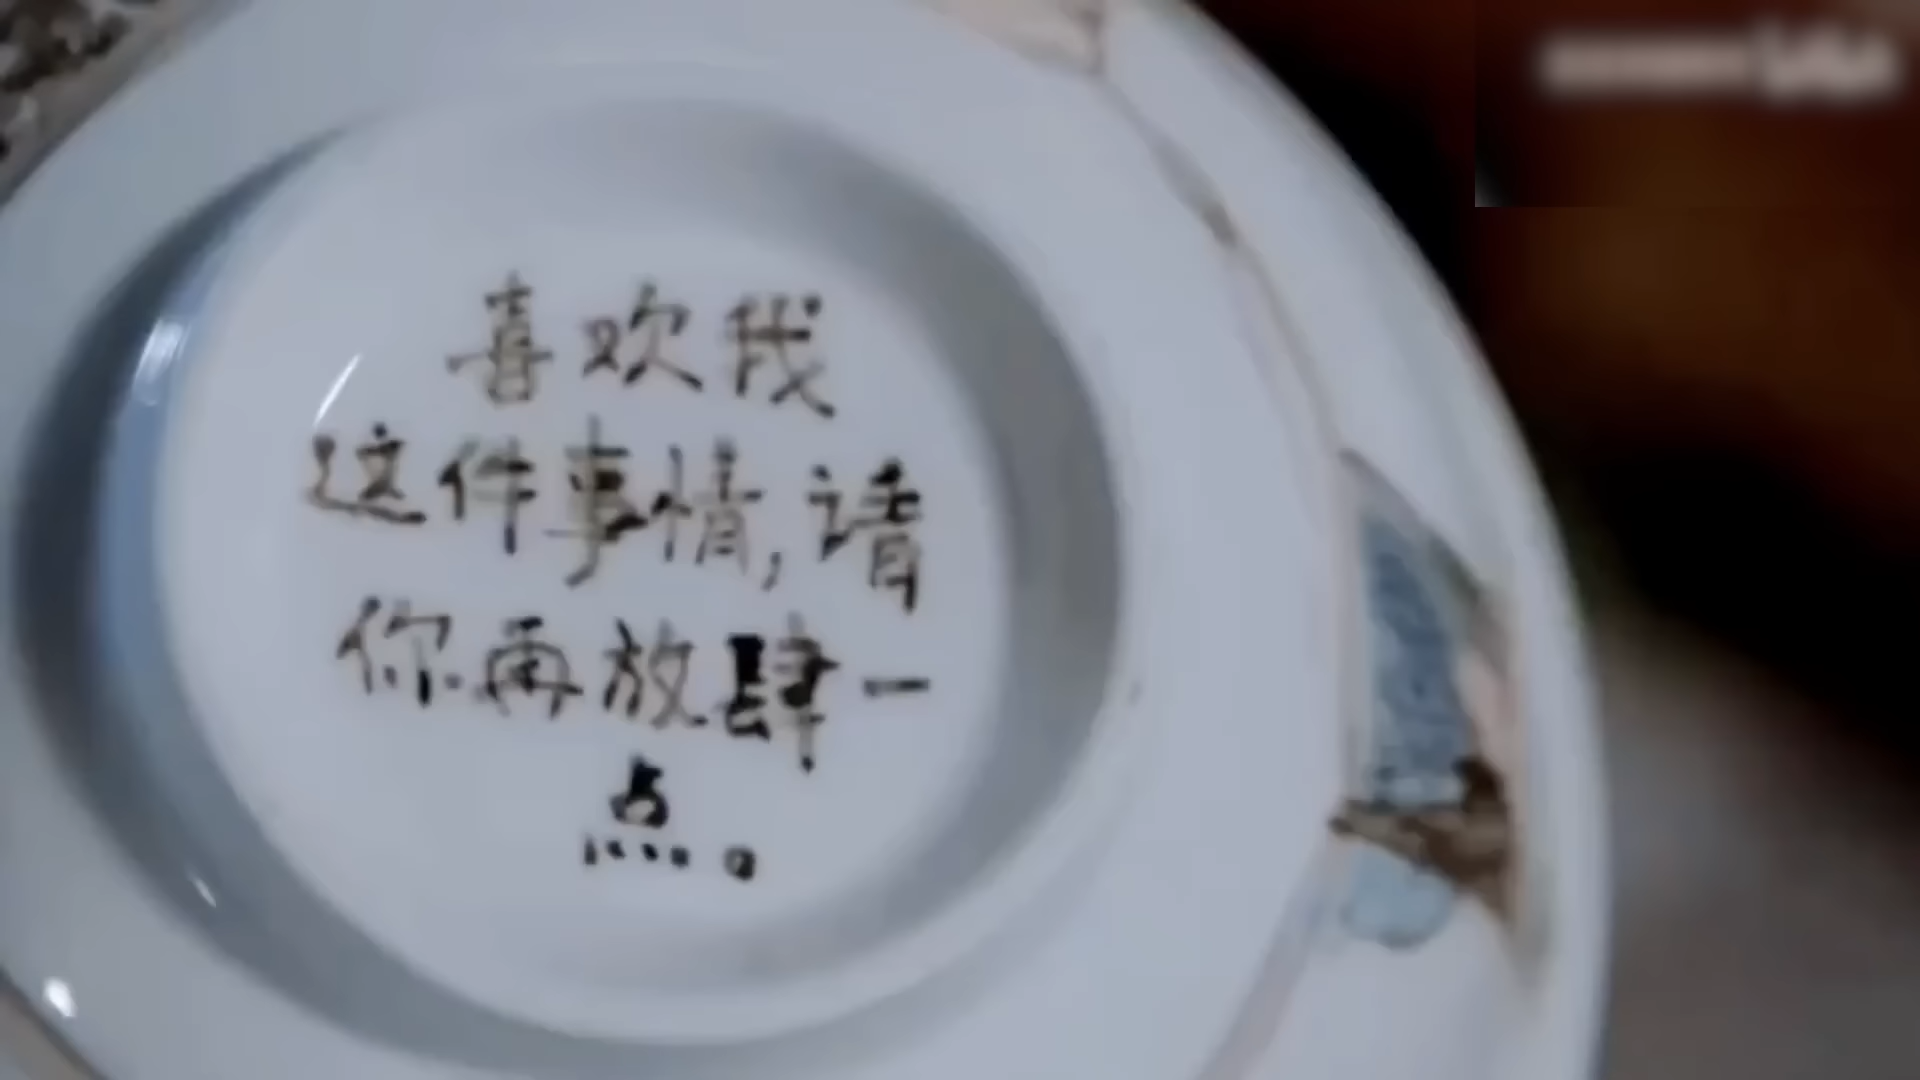 喜欢我
这件事情,请
你再放肆一
点。